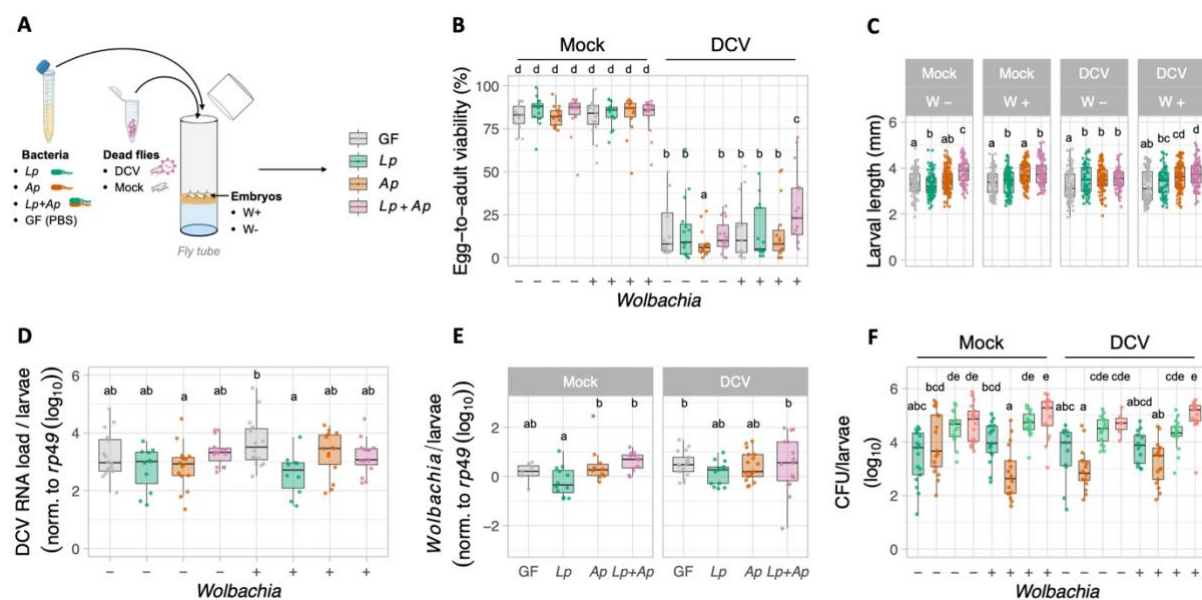 A
Bacteria
• Lp
• Ap
• Lp+Ap
• GF (PBS)
Dead flies
• DCV
• Mock
Embryos
• W+
• W-
Fly tube
GF
Lp
Ap
Lp + Ap
B
Mock
DCV
d d d d d d d d
b b a b b b b c
Egg-to-adult viability (%)
100
75
50
25
0
− − − − + + + + − − − − + + + +
Wolbachia
C
Mock Mock DCV DCV
W − W + W − W +
a b ab c
a b a b
a b b b
ab bc cd d
Larval length (mm)
6
4
2
0
D
DCV RNA load / larvae
(norm. to rp49 (log10))
6
4
2
0
ab ab a ab b a ab ab
− − − − + + + +
Wolbachia
E
Wolbachia / larvae
(norm. to rp49 (log10))
Mock DCV
ab a b b
b ab ab b
2
0
−2
GF Lp Ap Lp+Ap GF Lp Ap Lp+Ap
F
Mock
DCV
CFU/larvae
(log10)
6
4
2
0
abc bcd de de bcd a de e abc a cde cde abcd ab cde e
− − − − + + + + − − − − + + + +
Wolbachia